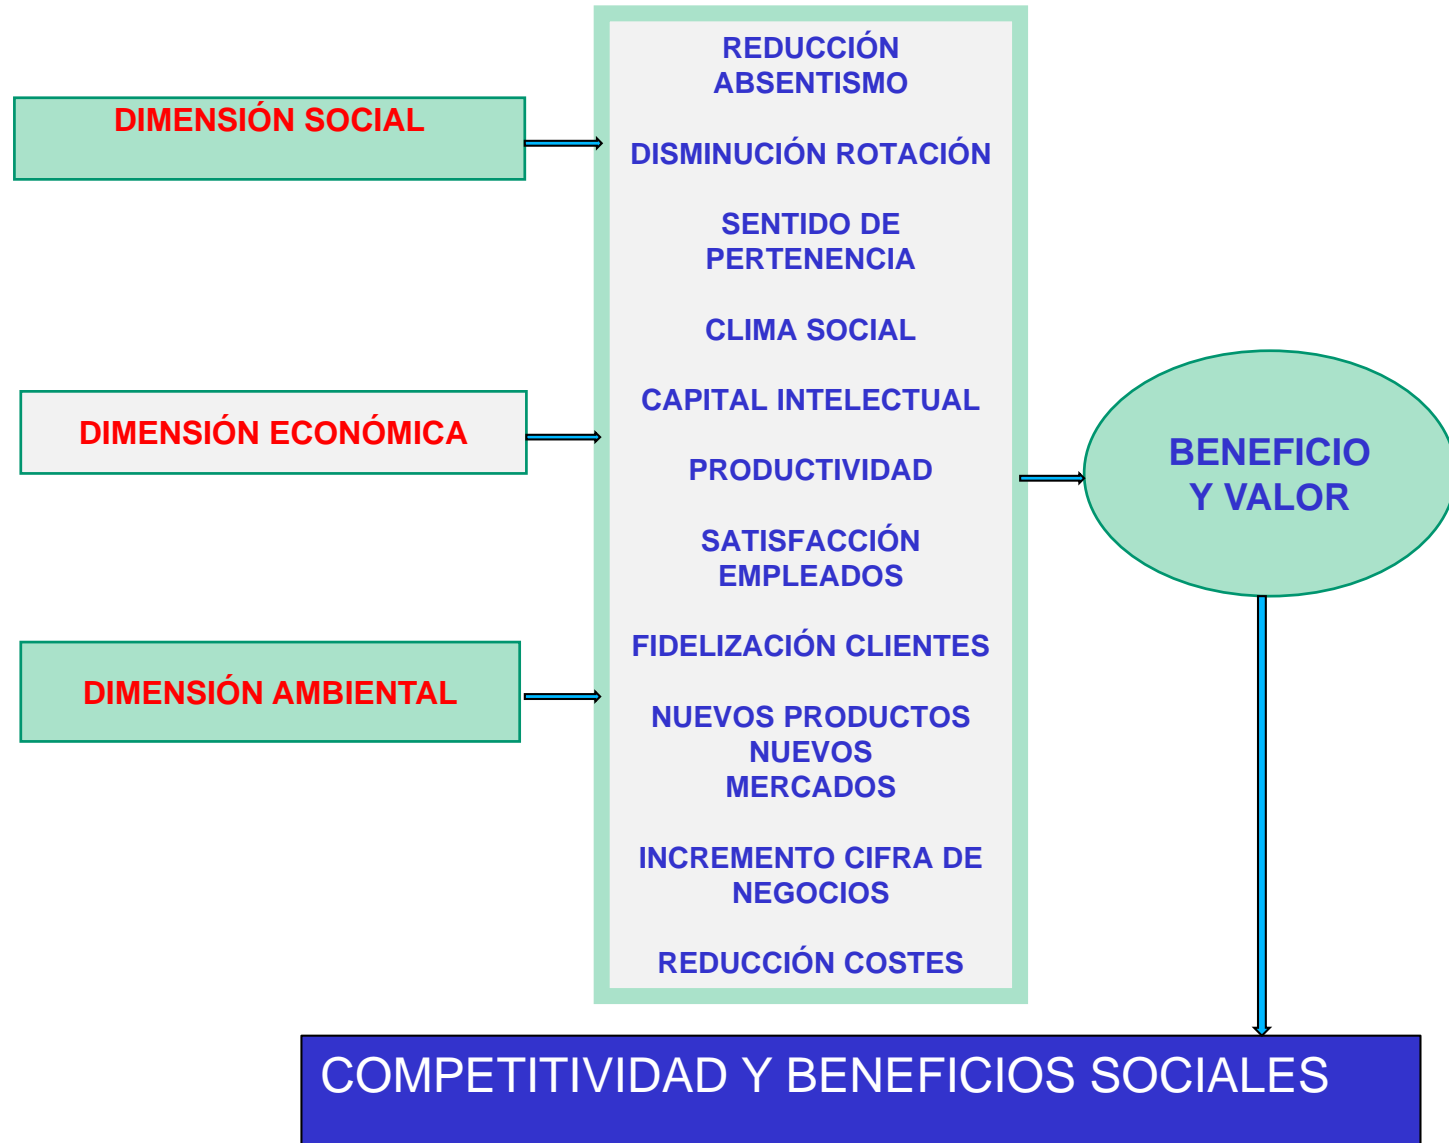 DIMENSIÓN SOCIAL
DIMENSIÓN ECONÓMICA
DIMENSIÓN AMBIENTAL
REDUCCIÓN
ABSENTISMO
DISMINUCIÓN ROTACIÓN
SENTIDO DE
PERTENENCIA
CLIMA SOCIAL
CAPITAL INTELECTUAL
PRODUCTIVIDAD
SATISFACCIÓN
EMPLEADOS
FIDELIZACIÓN CLIENTES
NUEVOS PRODUCTOS
NUEVOS
MERCADOS
INCREMENTO CIFRA DE
NEGOCIOS
REDUCCIÓN COSTES
BENEFICIO
Y VALOR
COMPETITIVIDAD Y BENEFICIOS SOCIALES